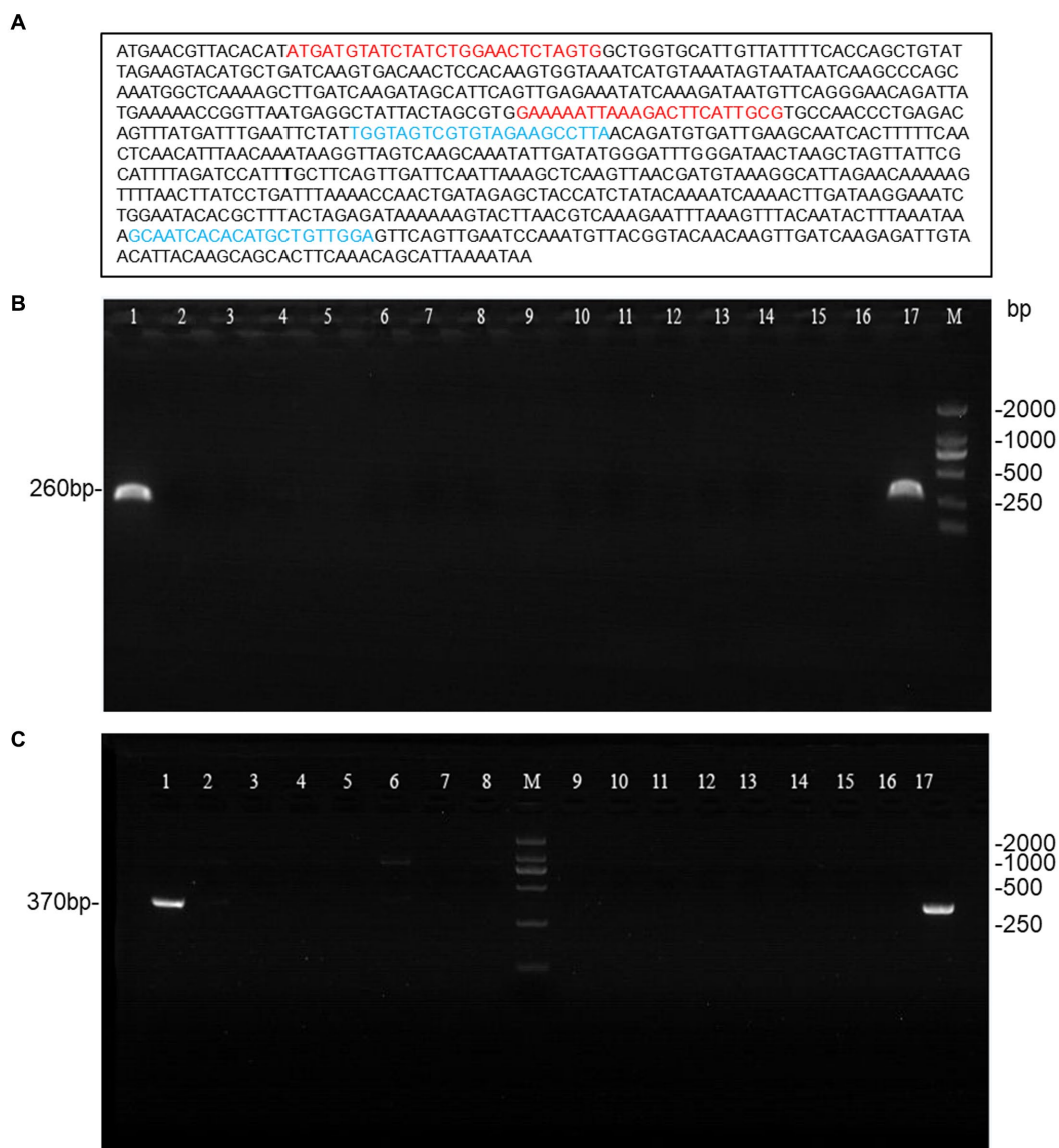 A
ATGAACGTTACACATATGATGTATCTATCTGGAACTCTAGTGGCTGGTGCATTGTTATTTTCACCAGCTGTAT
TAGAAGTACATGCTGATCAAGTGACAACTCCACAAGTGGTAAATCATGTAAATAGTAATAATCAAGCCCAGC
AAATGGCTCAAAAGCTTGATCAAGATAGCATTCAGTTGAGAAATATCAAAGATAATGTTCAGGGAACAGATTA
TGAAAAACCGGTTAATGAGGCTATTACTAGCGTGGAAAAATTAAAGACTTCATTGCGTGCCAACCCTGAGAC
AGTTTATGATTTGAATTCTATTGGTAGTCGTGTAGAAGCCTTAACAGATGTGATTGAAGCAATCACTTTTTCAA
CTCAACATTTAACAAATAAGGTTAGTCAAGCAAATATTGATATGGGATTTGGGATAACTAAGCTAGTTATTCG
CATTTTAGATCCATTTGCTTCAGTTGATTCAATTAAAGCTCAAGTTAACGATGTAAAGGCATTAGAACAAAAAG
TTTTAACTTATCCTGATTTAAAACCAACTGATAGAGCTACCATCTATACAAAATCAAAACTTGATAAGGAAATC
TGGAATACACGCTTTACTAGAGATAAAAAAGTACTTAACGTCAAAGAATTTAAAGTTTACAATACTTTAAATAA
AGCAATCACACATGCTGTTGGAGTTCAGTTGAATCCAAATGTTACGGTACAACAAGTTGATCAAGAGATTGTA
ACATTACAAGCAGCACTTCAAACAGCATTAAAATAA
B
1 2 3 4 5 6 7 8 9 10 11 12 13 14 15 16 17 M
bp
-2000
-1000
-500
260bp-
-250
C
1 2 3 4 5 6 7 8 M 9 10 11 12 13 14 15 16 17
-2000
-1000
-500
370bp-
-250